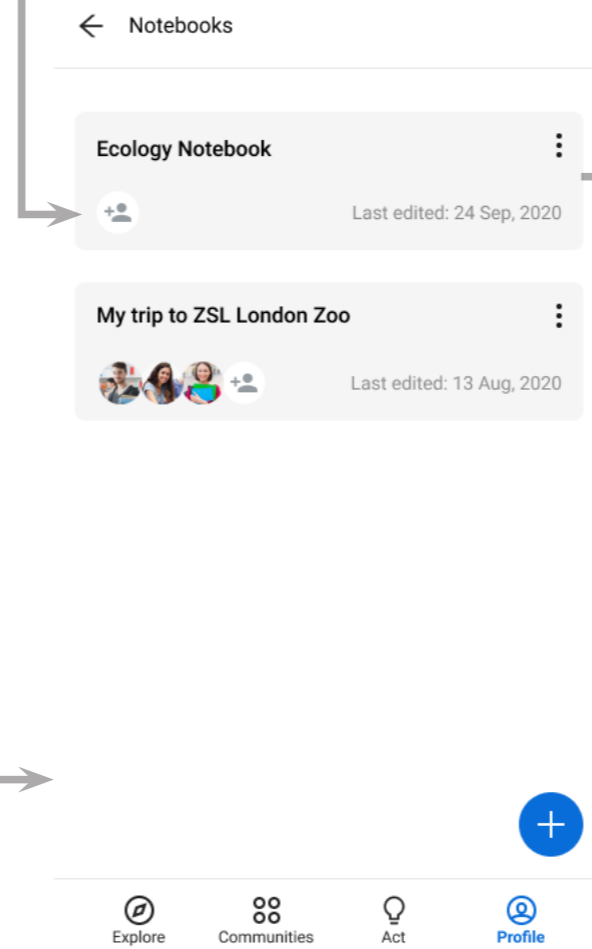 Notebooks
Ecology Notebook
Last edited: 24 Sep, 2020
My trip to ZSL London Zoo
Last edited: 13 Aug, 2020
Explore Communities Act Profile